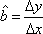 b̂ = Δy / Δx